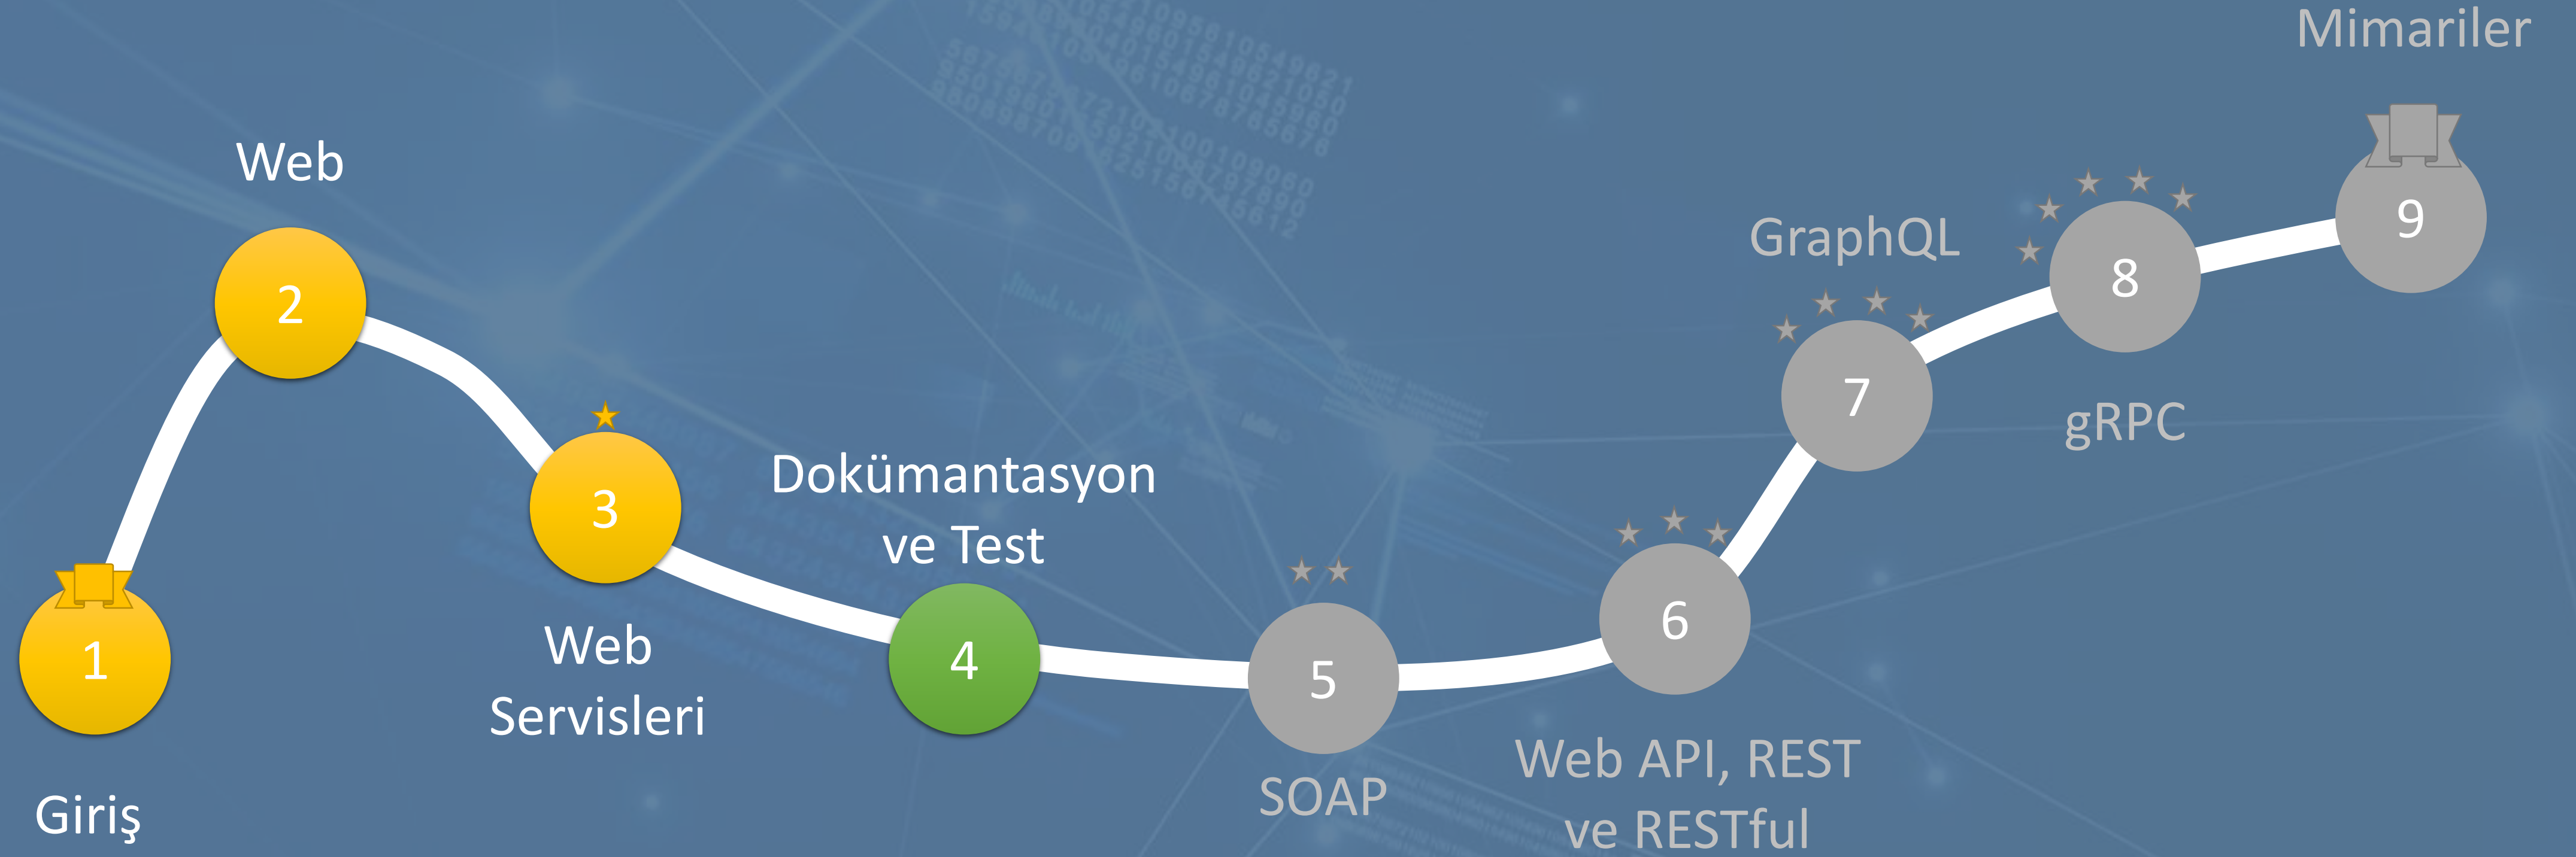 1
Giriş
2
Web
3
Web
Servisleri
4
Dokümantasyon
ve Test
5
SOAP
6
Web API, REST
ve RESTful
7
GraphQL
8
gRPC
9
Mimariler